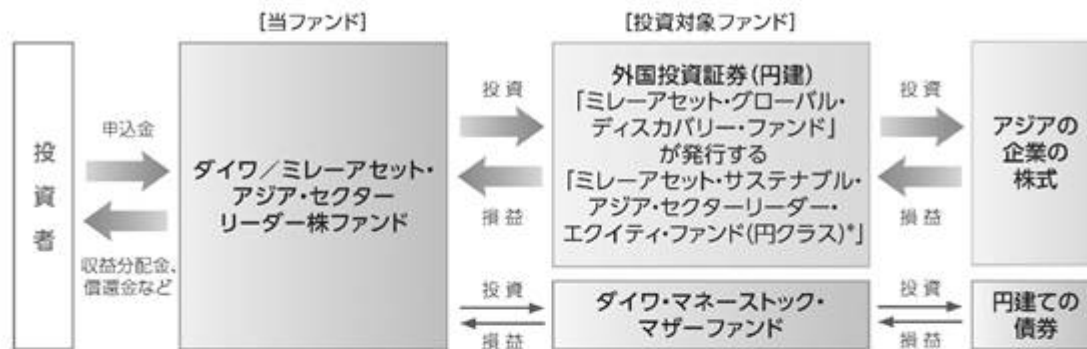 [当ファンド]
[投資対象ファンド]
投資者
申込金
収益分配金、
償還金など
ダイワ／ミレーアセット・
アジア・セクター
リーダー株ファンド
投資
損益
外国投資証券(円建)
「ミレーアセット・グローバル・
ディスカバリー・ファンド」
が発行する
「ミレーアセット・サステナブル・
アジア・セクターリーダー・
エクイティ・ファンド(円クラス)*」
投資
損益
アジアの
企業の
株式
投資
損益
ダイワ・マネーストック・
マザーファンド
投資
損益
円建ての
債券